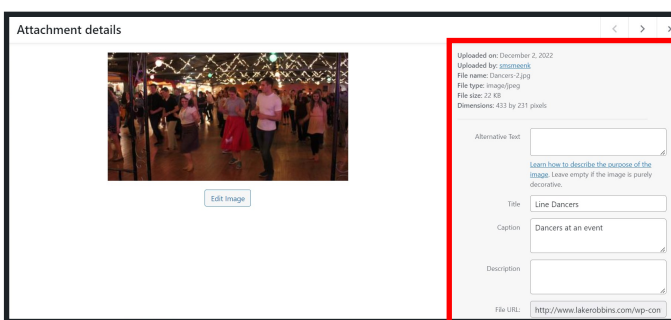 Attachment details
Uploaded on: December 2, 2022
Uploaded by: smsmeenk
File name: Dancers-2.jpg
File type: image/jpeg
File size: 22 KB
Dimensions: 433 by 231 pixels
Alternative Text
Learn how to describe the purpose of the
image. Leave empty if the image is purely
decorative.
Edit Image
Title Line Dancers
Caption Dancers at an event
Description
File URL: http://www.lakerobbins.com/wp-con